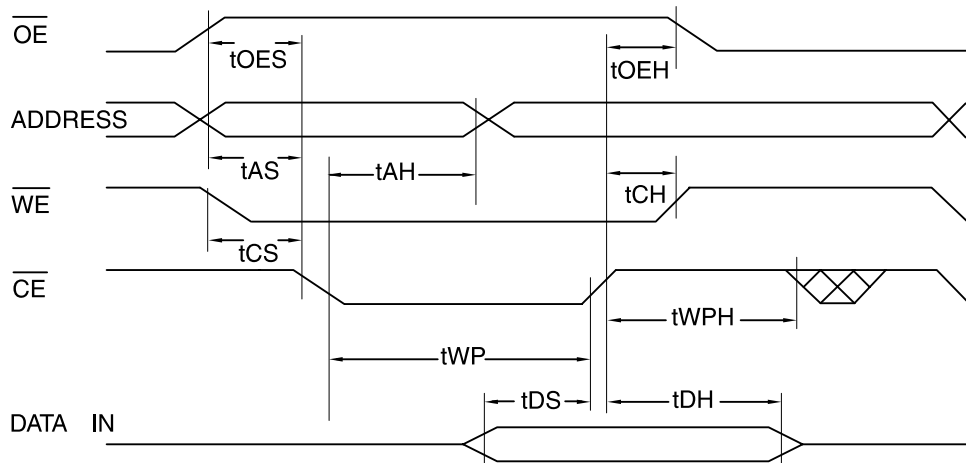 OE
tOES
tOEH
ADDRESS
tAS
tAH
WE
tCH
tCS
CE
tWPH
tWP
tDS
tDH
DATA IN